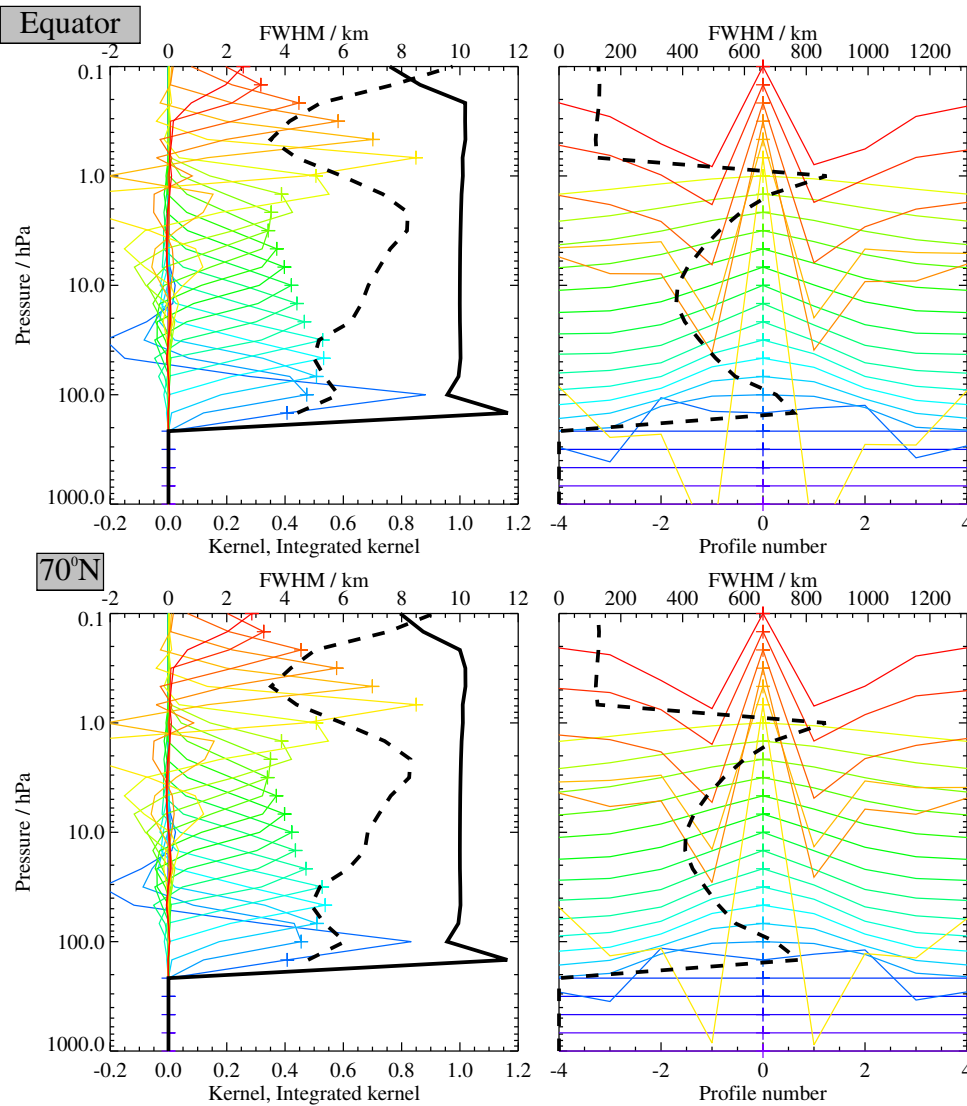 Equator
FWHM / km
FWHM / km
-2 0 2 4 6 8 10 12
0 200 400 600 800 1000 1200
0.1
1.0
10.0
100.0
1000.0
Pressure / hPa
-0.2 0.0 0.2 0.4 0.6 0.8 1.0 1.2
-4 -2 0 2 4
Kernel, Integrated kernel
Profile number
70⁰N
FWHM / km
FWHM / km
-2 0 2 4 6 8 10 12
0 200 400 600 800 1000 1200
0.1
1.0
10.0
100.0
1000.0
Pressure / hPa
-0.2 0.0 0.2 0.4 0.6 0.8 1.0 1.2
-4 -2 0 2 4
Kernel, Integrated kernel
Profile number